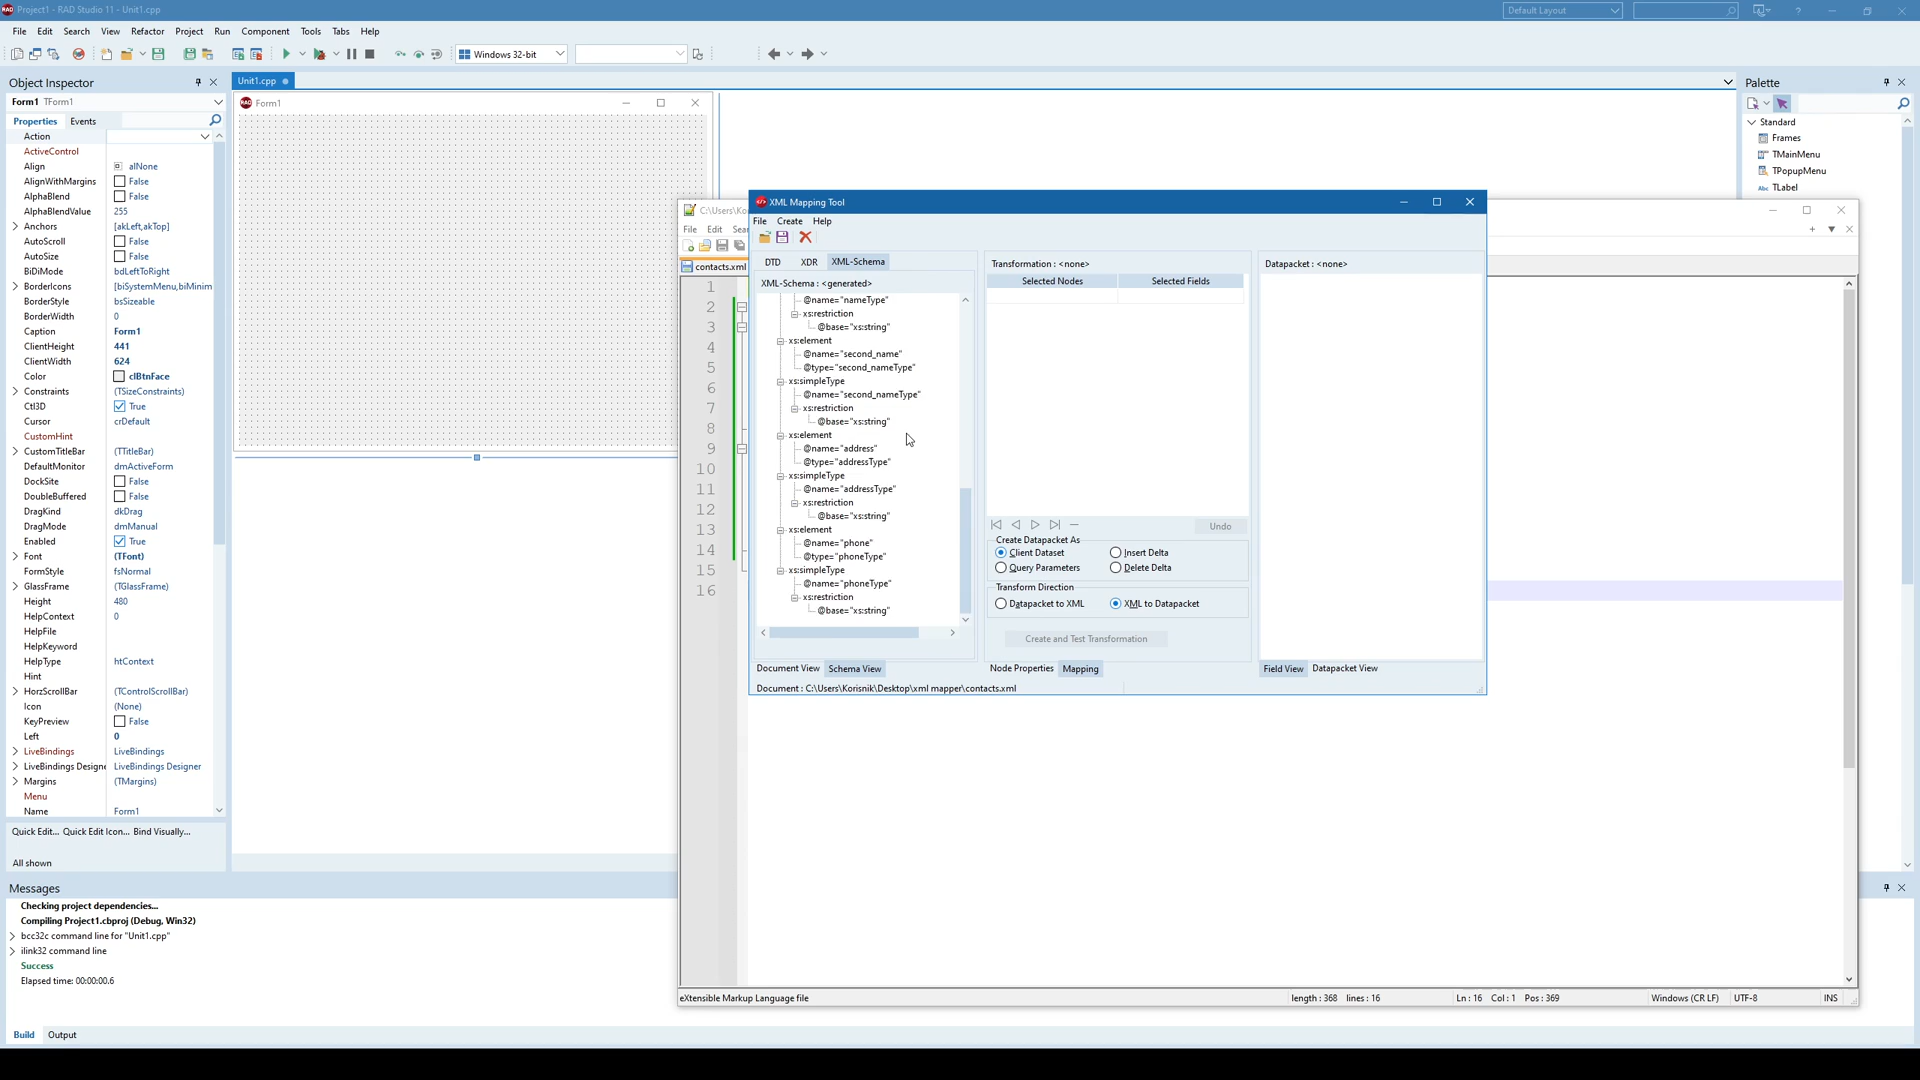 Project1 - RAD Studio 11 - Unit1.cpp
Default Layout
File Edit Search View Refactor Project Run Component Tools Tabs Help
Windows 32-bit
Object Inspector
Form1 TForm1
Properties Events
Action
ActiveControl
Align alNone
AlignWithMargins False
AlphaBlend False
AlphaBlendValue 255
Anchors [akLeft,akTop]
AutoScroll False
AutoSize False
BiDiMode bdLeftToRight
BorderIcons [biSystemMenu,biMinim
BorderStyle bsSizeable
BorderWidth 0
Caption Form1
ClientHeight 441
ClientWidth 624
Color clBtnFace
Constraints (TSizeConstraints)
Ctl3D True
Cursor crDefault
CustomHint
CustomTitleBar (TTitleBar)
DefaultMonitor dmActiveForm
DockSite False
DoubleBuffered False
DragKind dkDrag
DragMode dmManual
Enabled True
Font (TFont)
FormStyle fsNormal
GlassFrame (TGlassFrame)
Height 480
HelpContext 0
HelpFile
HelpKeyword
HelpType htContext
Hint
HorzScrollBar (TControlScrollBar)
Icon (None)
KeyPreview False
Left 0
LiveBindings LiveBindings
LiveBindings Designe LiveBindings Designer
Margins (TMargins)
Menu
Name Form1
Quick Edit... Quick Edit Icon... Bind Visually...
All shown
Unit1.cpp
Form1
Palette
Standard
Frames
TMainMenu
TPopupMenu
TLabel
C:\Users\Ko
File Edit Sea
contacts.xml
1
2
3
4
5
6
7
8
9
10
11
12
13
14
15
16
XML Mapping Tool
File Create Help
DTD XDR XML-Schema
XML-Schema : <generated>
@name="nameType"
xs:restriction
@base="xs:string"
xs:element
@name="second_name"
@type="second_nameType"
xs:simpleType
@name="second_nameType"
xs:restriction
@base="xs:string"
xs:element
@name="address"
@type="addressType"
xs:simpleType
@name="addressType"
xs:restriction
@base="xs:string"
xs:element
@name="phone"
@type="phoneType"
xs:simpleType
@name="phoneType"
xs:restriction
@base="xs:string"
Document View Schema View
Document : C:\Users\Korisnik\Desktop\xml mapper\contacts.xml
Transformation : <none>
Selected Nodes Selected Fields
Undo
Create Datapacket As
Client Dataset Insert Delta
Query Parameters Delete Delta
Transform Direction
Datapacket to XML XML to Datapacket
Create and Test Transformation
Node Properties Mapping
Datapacket : <none>
Field View Datapacket View
eXtensible Markup Language file length : 368 lines : 16 Ln : 16 Col : 1 Pos : 369 Windows (CR LF) UTF-8 INS
Messages
Checking project dependencies...
Compiling Project1.cbproj (Debug, Win32)
bcc32c command line for "Unit1.cpp"
ilink32 command line
Success
Elapsed time: 00:00:00.6
Build Output